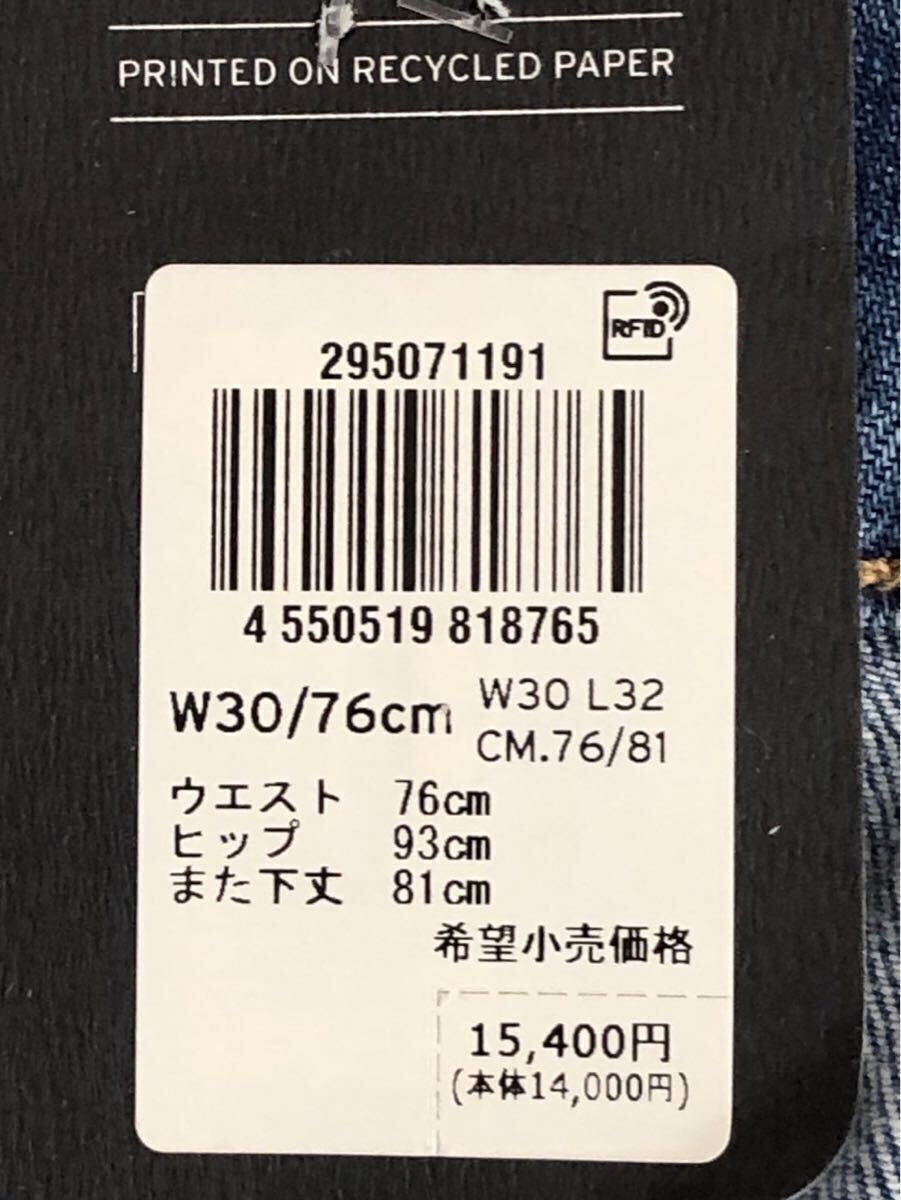 PRINTED ON RECYCLED PAPER
RFID
295071191
4 550519 818765
W30/76cm
W30 L32
CM.76/81
ウエスト 76cm
ヒップ 93cm
また下丈 81cm
希望小売価格
15,400円
(本体14,000円)